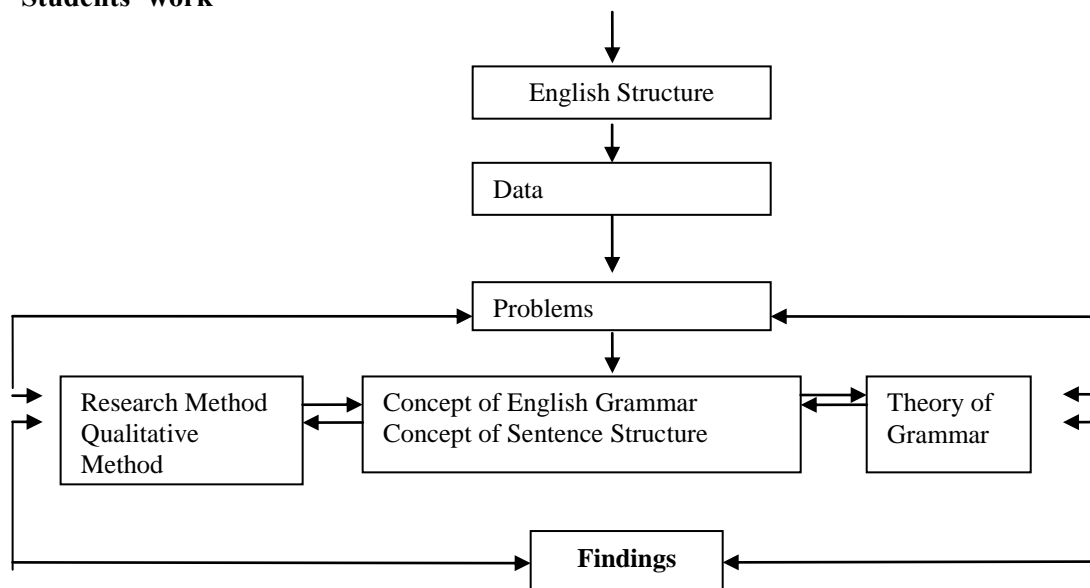 Students' work
English Structure
Data
Problems
Research Method
Qualitative
Method
Concept of English Grammar
Concept of Sentence Structure
Theory of
Grammar
Findings